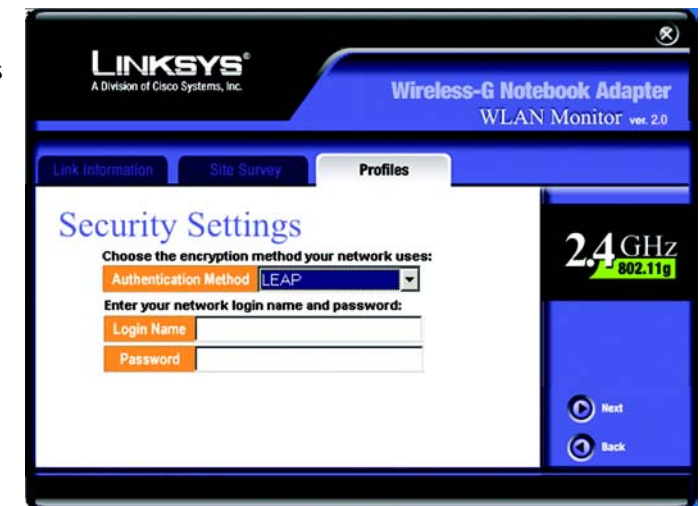 s
LINKSYS®
A Division of Cisco Systems, Inc.
Wireless-G Notebook Adapter
WLAN Monitor ver. 2.0
Link Information
Site Survey
Profiles
Security Settings
Choose the encryption method your network uses:
Authentication Method LEAP
Enter your network login name and password:
Login Name
Password
2.4 GHz
802.11g
Next
Back